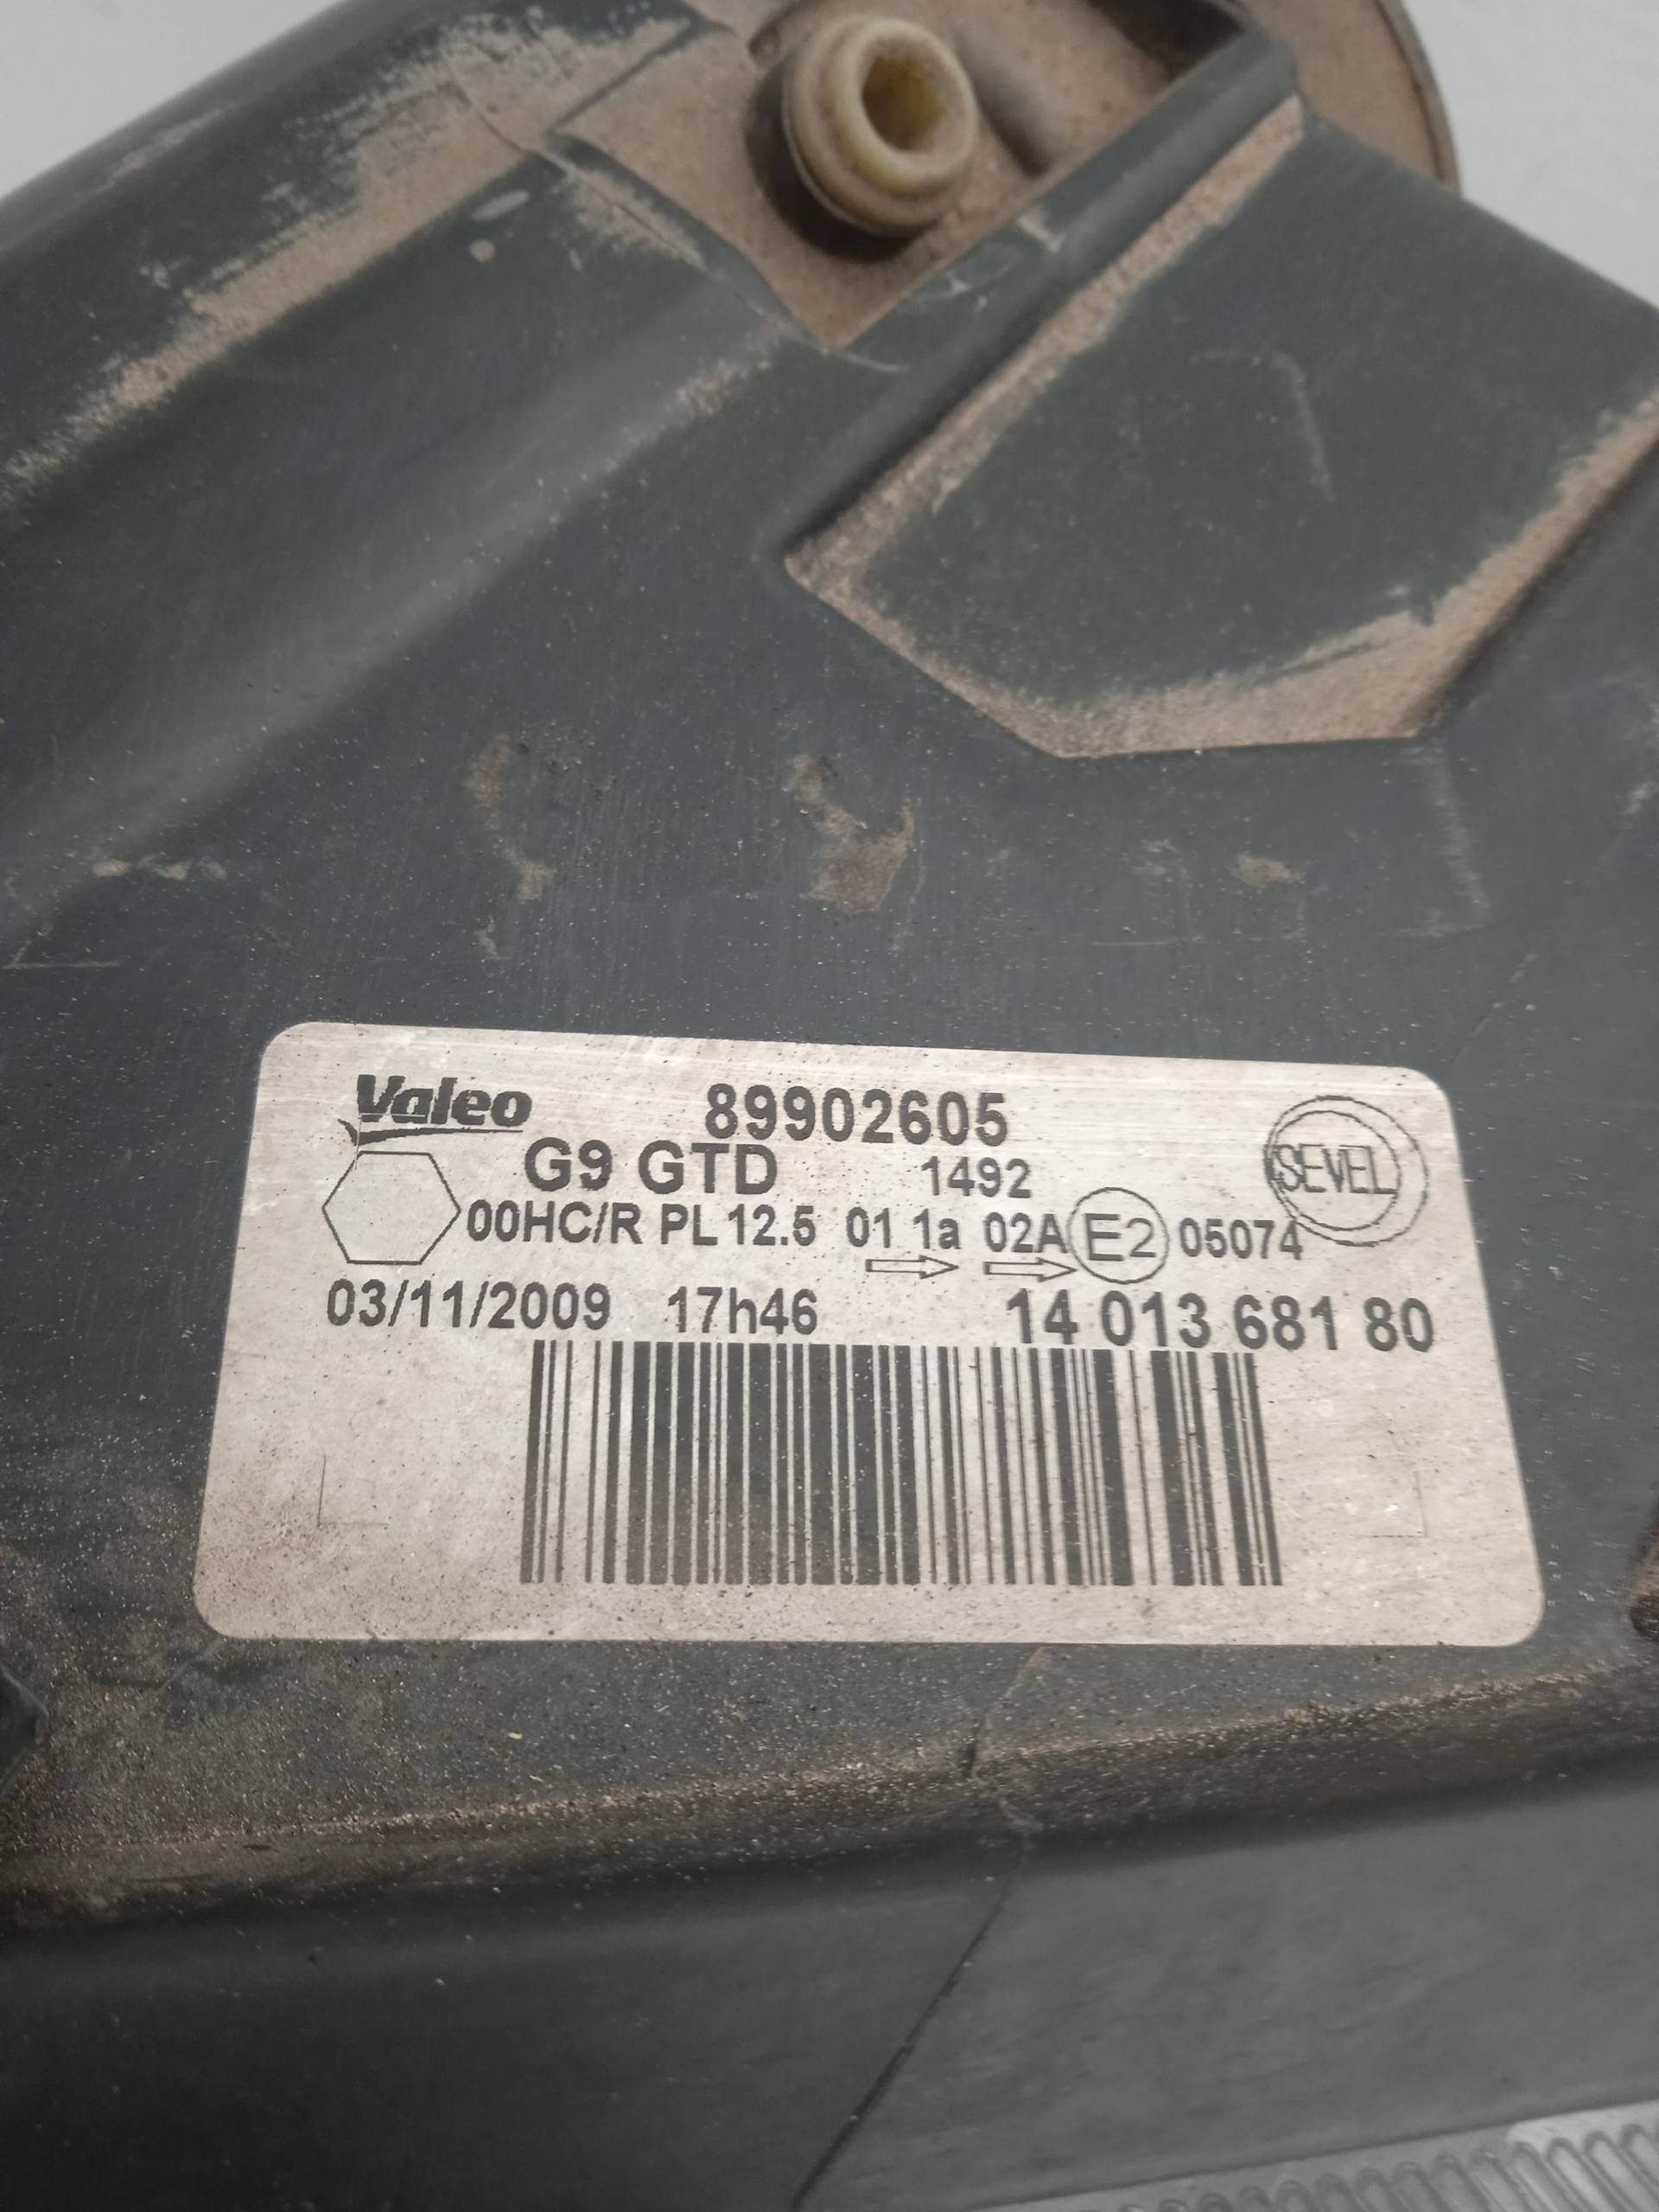 Valeo 89902605
G9 GTD 1492 SEVEL
00HC/R PL 12.5 01 1a 02A E2 05074
03/11/2009 17h46 14 013 681 80